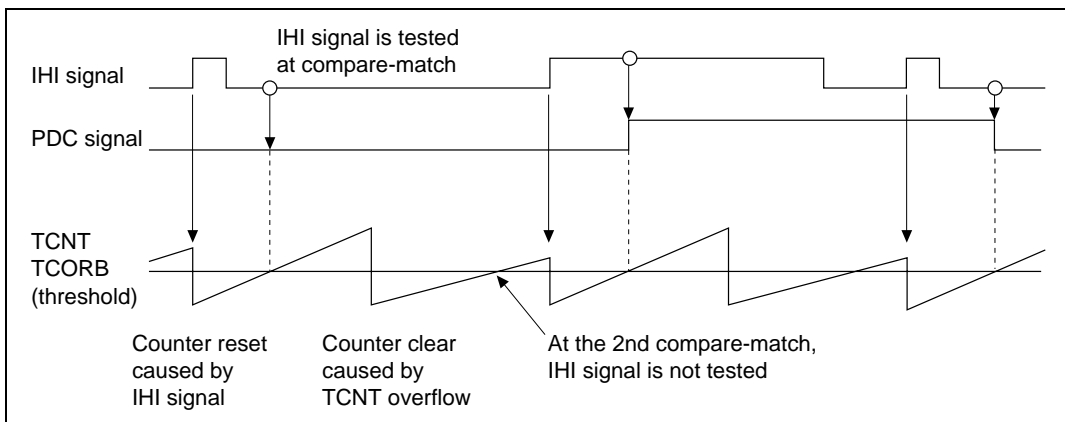 IHI signal is tested
at compare-match
IHI signal
PDC signal
TCNT
TCORB
(threshold)
Counter reset
caused by
IHI signal
Counter clear
caused by
TCNT overflow
At the 2nd compare-match,
IHI signal is not tested